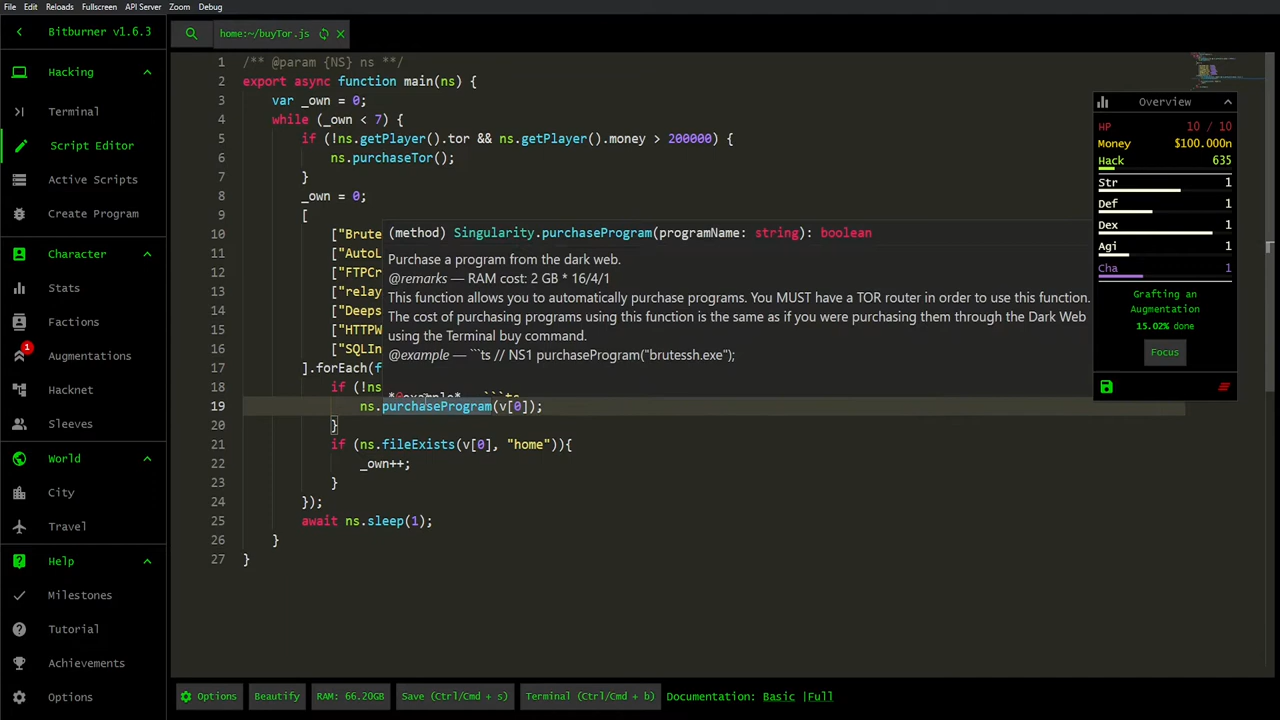 File Edit Reloads Fullscreen API Server Zoom Debug
Bitburner v1.6.3
Hacking
Terminal
Script Editor
Active Scripts
Create Program
Character
Stats
Factions
1
Augmentations
Hacknet
Sleeves
World
City
Travel
Help
Milestones
Tutorial
Achievements
Options
home:~/buyTor.js
1 /** @param {NS} ns **/
2 export async function main(ns) {
3 var _own = 0;
4 while (_own < 7) {
5 if (!ns.getPlayer().tor && ns.getPlayer().money > 200000) {
6 ns.purchaseTor();
7 }
8 _own = 0;
9 [
10 ["Brute
11 ["AutoL
12 ["FTPCr
13 ["relay
14 ["Deeps
15 ["HTTPW
16 ["SQLIn
17 ].forEach(f
18 if (!ns
19 ns.purchaseProgram(v[0]);
20 }
21 if (ns.fileExists(v[0], "home")){
22 _own++;
23 }
24 });
25 await ns.sleep(1);
26 }
27 }
(method) Singularity.purchaseProgram(programName: string): boolean
Purchase a program from the dark web.
@remarks — RAM cost: 2 GB * 16/4/1
This function allows you to automatically purchase programs. You MUST have a TOR router in order to use this function.
The cost of purchasing programs using this function is the same as if you were purchasing them through the Dark Web
using the Terminal buy command.
@example — ```ts // NS1 purchaseProgram("brutessh.exe");
*@example* — ```ts
Overview
HP 10 / 10
Money $100.000n
Hack 635
Str 1
Def 1
Dex 1
Agi 1
Cha 1
Grafting an
Augmentation
15.02% done
Focus
Options
Beautify
RAM: 66.20GB
Save (Ctrl/Cmd + s)
Terminal (Ctrl/Cmd + b)
Documentation: Basic |Full